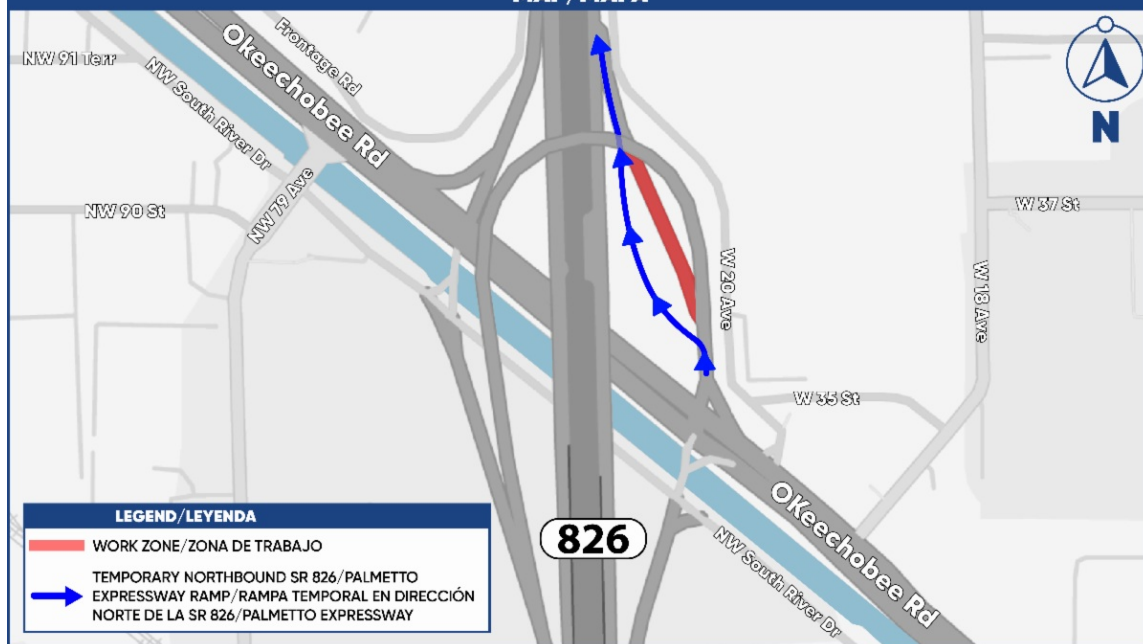 NW 91 Terr
Frontage Rd
NW South River Dr
Okeechobee Rd
NW 79 Ave
NW 90 St
N
W 37 St
W 20 Ave
W 18 Ave
W 35 St
826
OKeechobee Rd
NW South River Dr
LEGEND/LEYENDA
WORK ZONE/ZONA DE TRABAJO
TEMPORARY NORTHBOUND SR 826/PALMETTO
EXPRESSWAY RAMP/RAMPA TEMPORAL EN DIRECCIÓN
NORTE DE LA SR 826/PALMETTO EXPRESSWAY